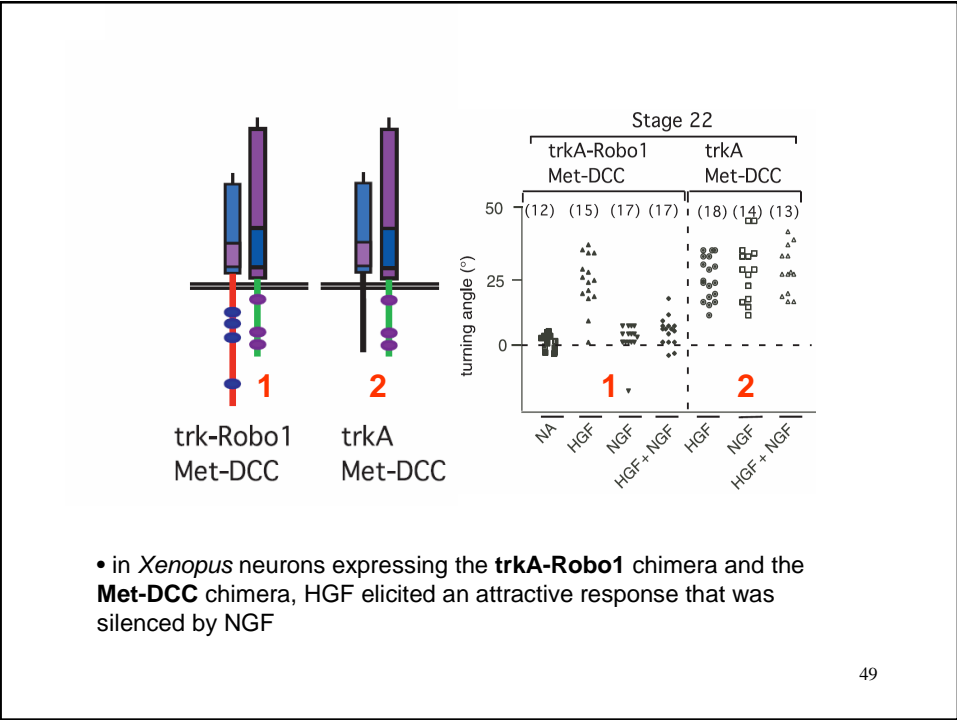 Stage 22
trkA-Robo1 trkA
Met-DCC Met-DCC
50 (12) (15) (17) (17) (18) (14) (13)
25
0
turning angle (°)
1 2
NA HGF NGF HGF + NGF HGF NGF HGF + NGF
1 2
trk-Robo1 trkA
Met-DCC Met-DCC
• in Xenopus neurons expressing the trkA-Robo1 chimera and the
Met-DCC chimera, HGF elicited an attractive response that was
silenced by NGF
49